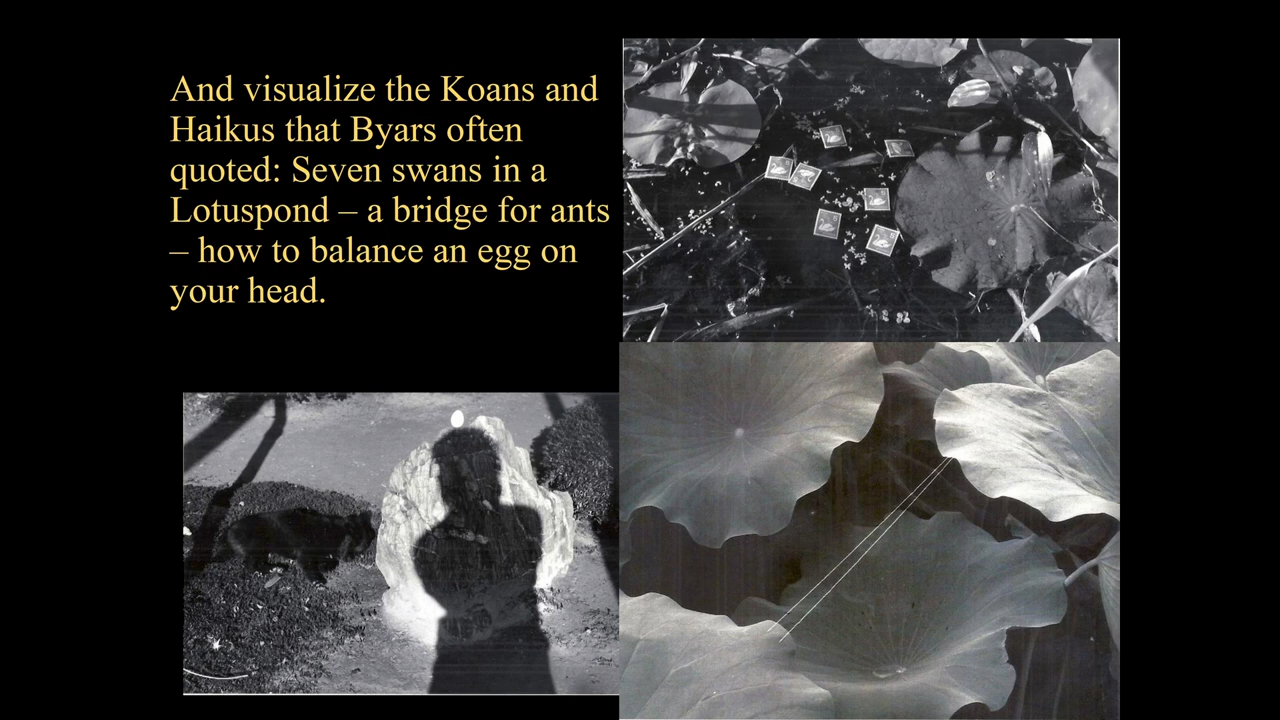 And visualize the Koans and
Haikus that Byars often
quoted: Seven swans in a
Lotuspond – a bridge for ants
– how to balance an egg on
your head.